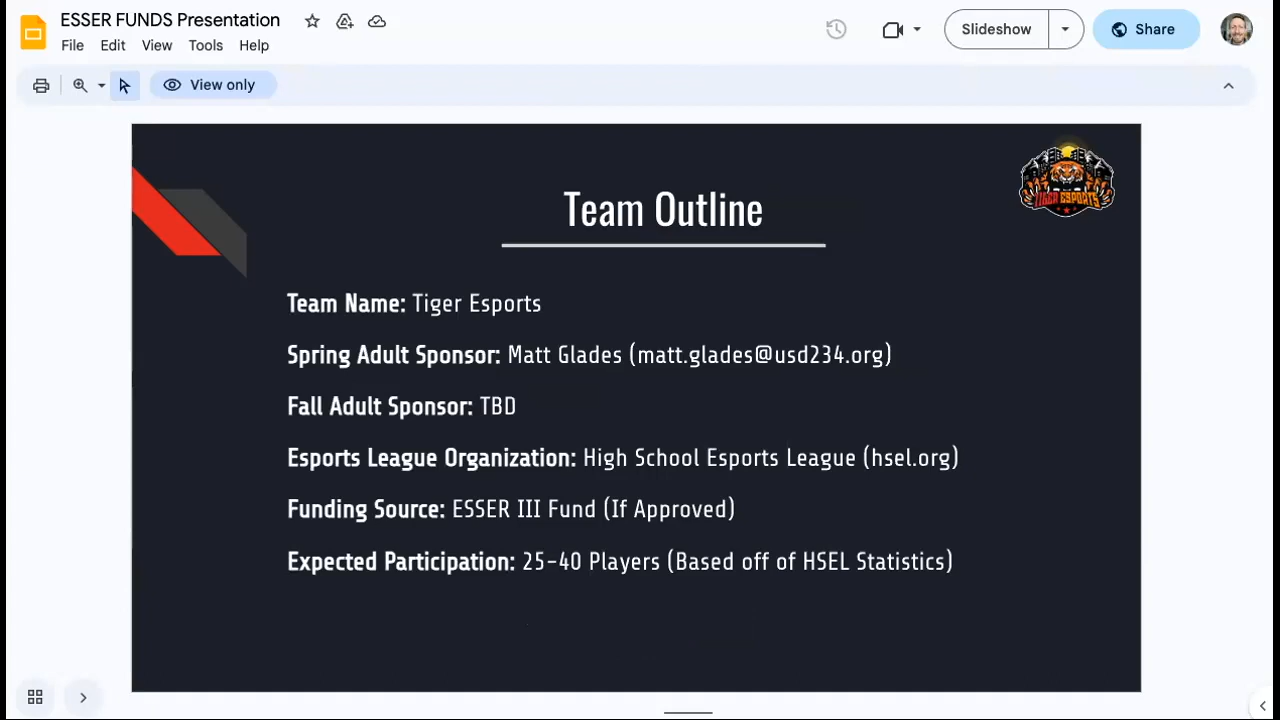 ESSER FUNDS Presentation
File Edit View Tools Help
Slideshow
Share
View only
TIGER ESPORTS
Team Outline
Team Name: Tiger Esports
Spring Adult Sponsor: Matt Glades (matt.glades@usd234.org)
Fall Adult Sponsor: TBD
Esports League Organization: High School Esports League (hsel.org)
Funding Source: ESSER III Fund (If Approved)
Expected Participation: 25-40 Players (Based off of HSEL Statistics)